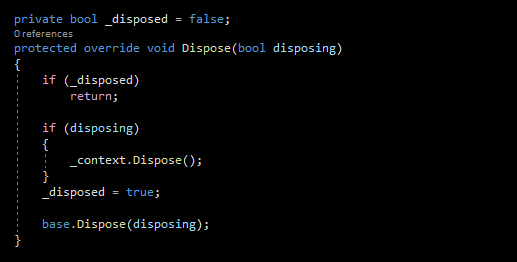 private bool _disposed = false;
0 references
protected override void Dispose(bool disposing)
{
if (_disposed)
return;
if (disposing)
{
_context.Dispose();
}
_disposed = true;
base.Dispose(disposing);
}